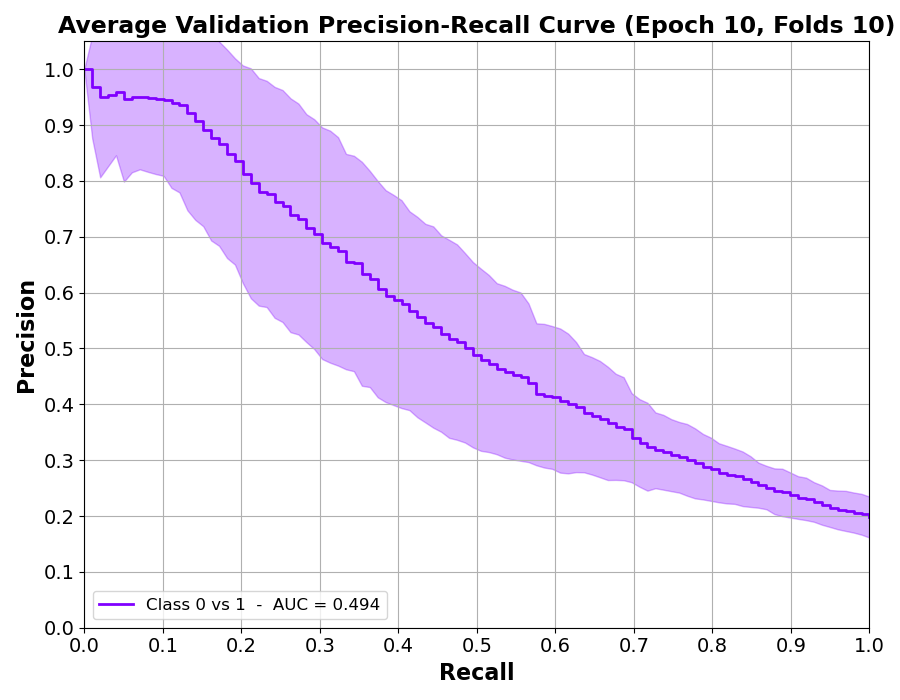 Average Validation Precision-Recall Curve (Epoch 10, Folds 10)
1.0
0.9
0.8
0.7
0.6
0.5
0.4
0.3
0.2
0.1
0.0
Precision
Class 0 vs 1 - AUC = 0.494
0.0 0.1 0.2 0.3 0.4 0.5 0.6 0.7 0.8 0.9 1.0
Recall